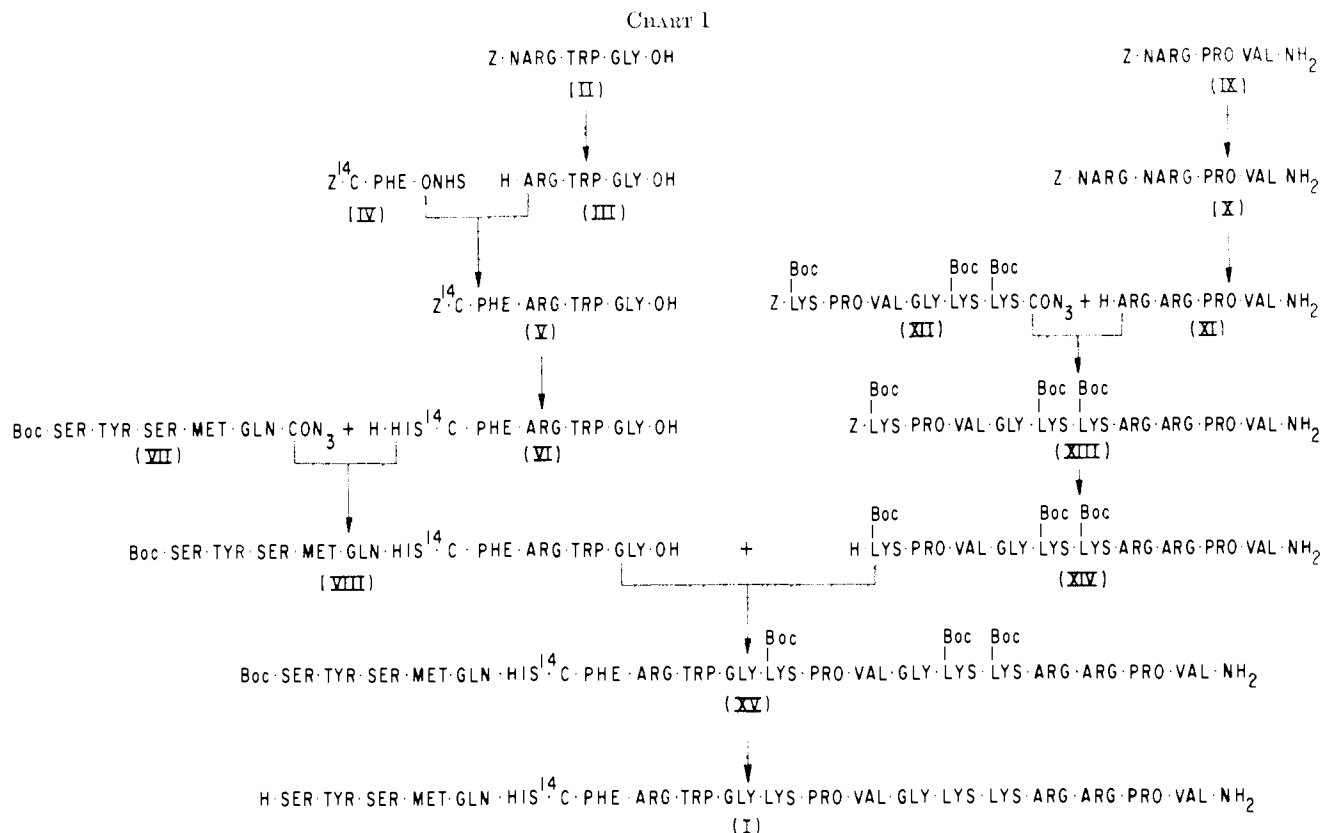 CHART 1
Z·NARG·TRP·GLY·OH
(II)
Z·NARG·PRO VAL·NH2
(IX)
Z14·C·PHE·ONHS
(IV)
H·ARG·TRP·GLY·OH
(III)
Z·NARG·NARG·PRO·VAL NH2
(X)
Z14·C·PHE·ARG·TRP·GLY·OH
(V)
Boc Boc Boc
Z·LYS·PRO·VAL·GLY·LYS·LYS·CON3 + H·ARG·ARG·PRO·VAL·NH2
(XII) (XI)
Boc·SER·TYR·SER·MET·GLN·CON3 + H·HIS14·C·PHE·ARG·TRP·GLY·OH
(VII) (VI)
Boc Boc Boc
Z·LYS·PRO·VAL·GLY·LYS·LYS·ARG·ARG·PRO·VAL·NH2
(XIII)
Boc·SER·TYR·SER·MET·GLN·HIS14·C·PHE·ARG·TRP·GLY·OH
(VIII)
+
Boc Boc Boc
H·LYS·PRO·VAL·GLY·LYS·LYS·ARG·ARG·PRO·VAL·NH2
(XIV)
Boc Boc Boc
Boc·SER·TYR·SER·MET·GLN·HIS14·C·PHE·ARG·TRP·GLY·LYS·PRO·VAL·GLY·LYS·LYS·ARG·ARG·PRO·VAL·NH2
(XV)
H·SER·TYR·SER·MET·GLN·HIS14·C·PHE·ARG·TRP·GLY·LYS·PRO·VAL·GLY·LYS·LYS·ARG·ARG·PRO·VAL·NH2
(I)